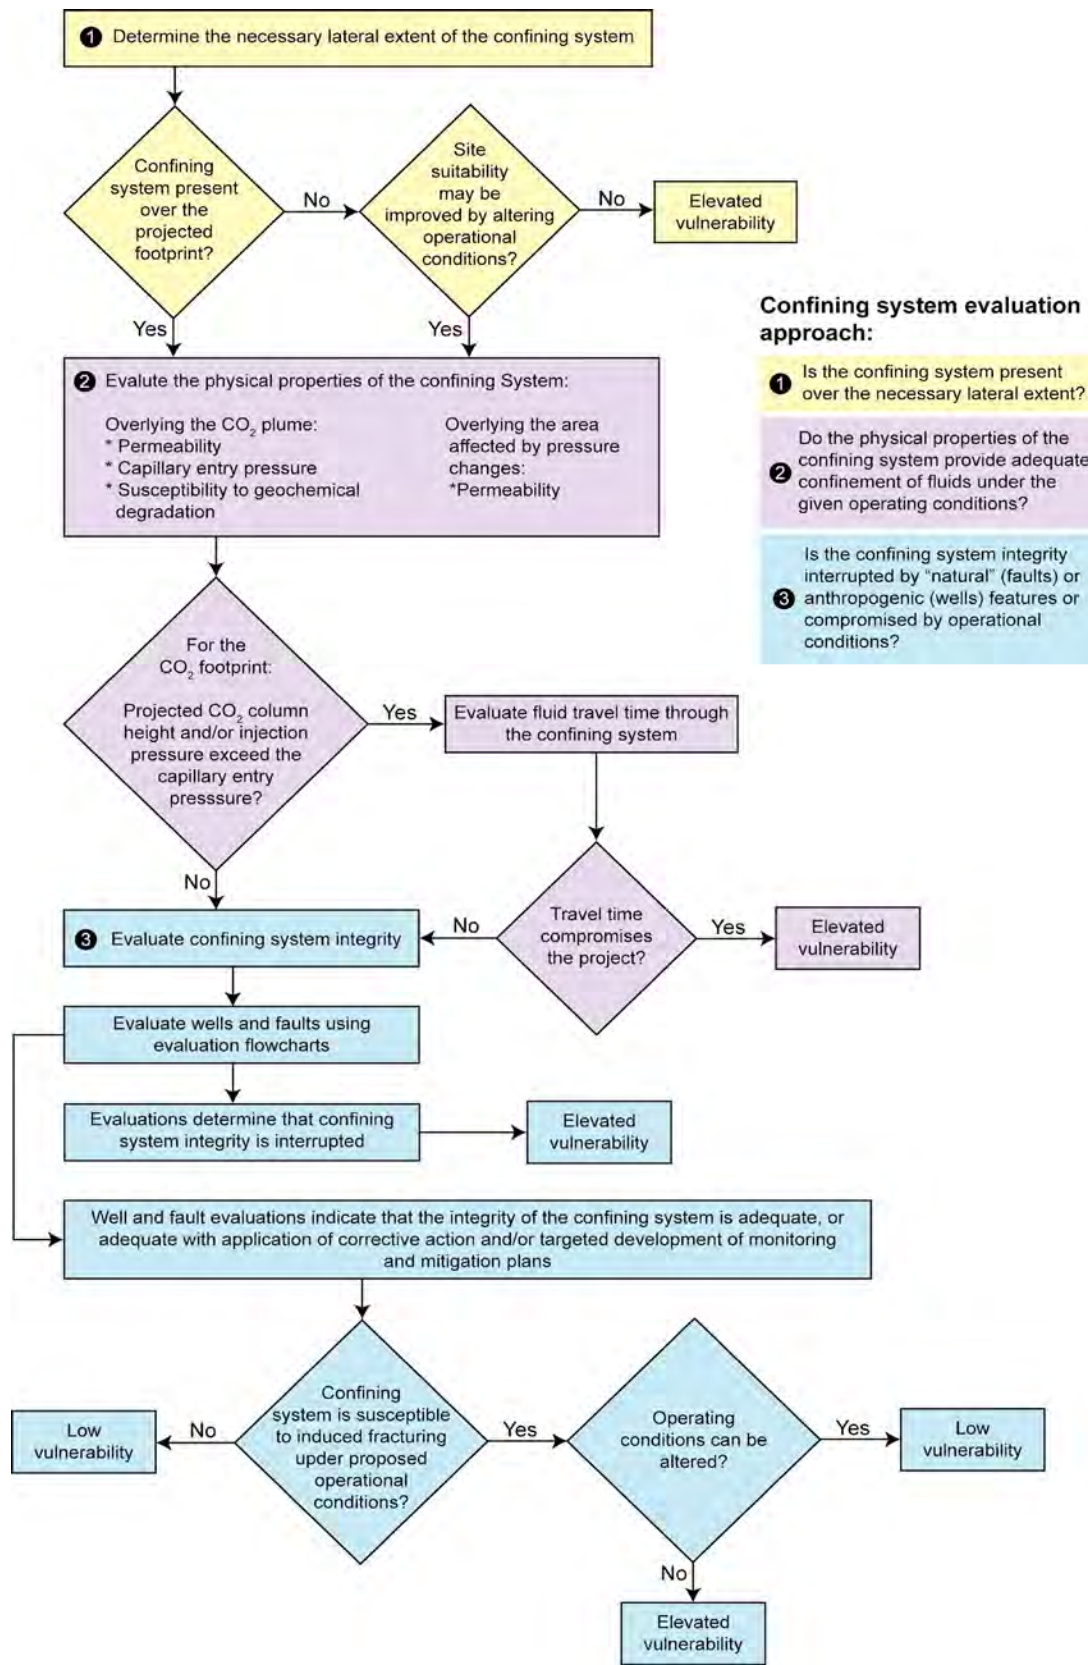 1 Determine the necessary lateral extent of the confining system
Confining
system present
over the
projected
footprint?
No
Site
suitability
may be
improved by altering
operational
conditions?
No
Elevated
vulnerability
Yes
Yes
Confining system evaluation
approach:
1 Is the confining system present
over the necessary lateral extent?
2 Do the physical properties of the
confining system provide adequate
confinement of fluids under the
given operating conditions?
3 Is the confining system integrity
interrupted by “natural” (faults) or
anthropogenic (wells) features or
compromised by operational
conditions?
2 Evalute the physical properties of the confining System:
Overlying the CO₂ plume:
* Permeability
* Capillary entry pressure
* Susceptibility to geochemical
degradation
Overlying the area
affected by pressure
changes:
*Permeability
For the
CO₂ footprint:
Projected CO₂ column
height and/or injection
pressure exceed the
capillary entry
presssure?
Yes
Evaluate fluid travel time through
the confining system
No
Travel time
compromises
the project?
No
Yes
Elevated
vulnerability
3 Evaluate confining system integrity
Evaluate wells and faults using
evaluation flowcharts
Evaluations determine that confining
system integrity is interrupted
Elevated
vulnerability
Well and fault evaluations indicate that the integrity of the confining system is adequate, or
adequate with application of corrective action and/or targeted development of monitoring
and mitigation plans
Confining
system is susceptible
to induced fracturing
under proposed
operational
conditions?
No
Low
vulnerability
Yes
Operating
conditions can be
altered?
Yes
Low
vulnerability
No
Elevated
vulnerability